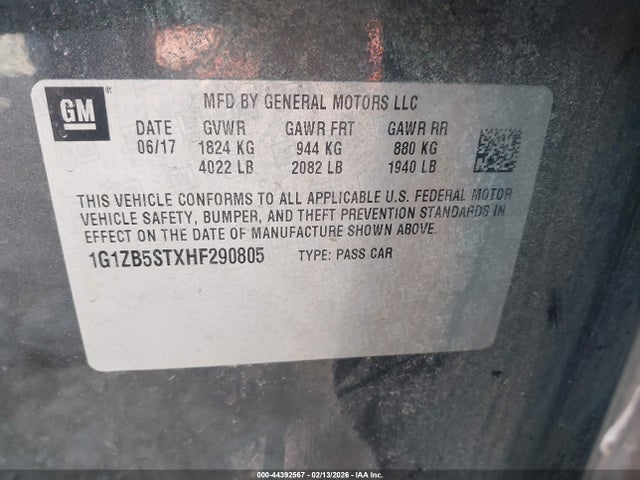 GM
MFD BY GENERAL MOTORS LLC
DATE GVWR GAWR FRT GAWR RR
06/17 1824 KG 944 KG 880 KG
4022 LB 2082 LB 1940 LB
THIS VEHICLE CONFORMS TO ALL APPLICABLE U.S. FEDERAL MOTOR
VEHICLE SAFETY, BUMPER, AND THEFT PREVENTION STANDARDS IN
EFFECT ON THE DATE OF MANUFACTURE SHOWN ABOVE.
1G1ZB5STXHF290805 TYPE: PASS CAR
000-44392567 - 02/13/2026 - IAA Inc.